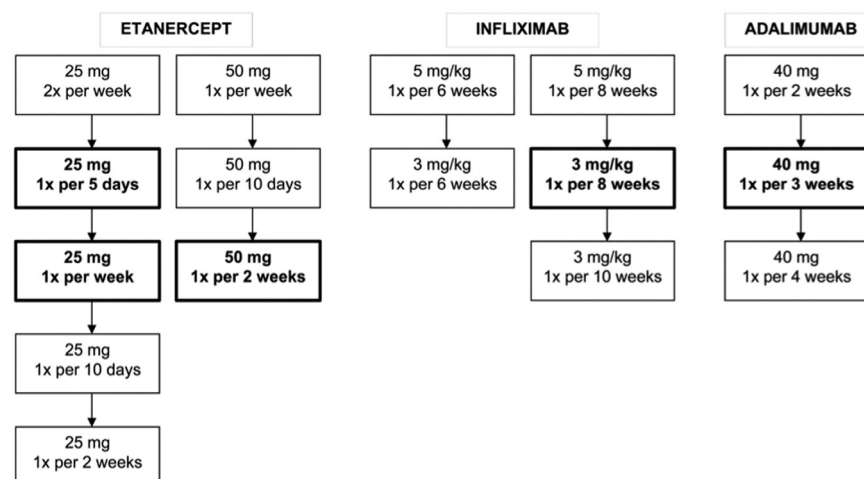 ETANERCEPT
25 mg
2x per week
25 mg
1x per 5 days
25 mg
1x per week
25 mg
1x per 10 days
25 mg
1x per 2 weeks
50 mg
1x per week
50 mg
1x per 10 days
50 mg
1x per 2 weeks
INFLIXIMAB
5 mg/kg
1x per 6 weeks
3 mg/kg
1x per 6 weeks
5 mg/kg
1x per 8 weeks
3 mg/kg
1x per 8 weeks
3 mg/kg
1x per 10 weeks
ADALIMUMAB
40 mg
1x per 2 weeks
40 mg
1x per 3 weeks
40 mg
1x per 4 weeks